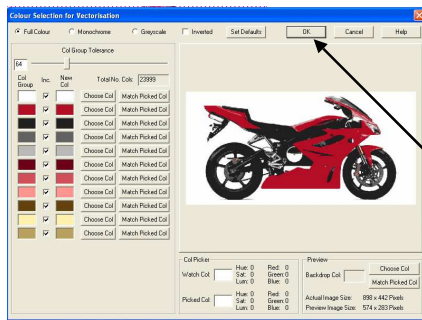 Colour Selection for Vectorisation
Full Colour Monochrome Greyscale Inverted Set Defaults OK Cancel Help
Col Group Tolerance
64
Col Group Inc. New Col Total No. Cols: 23999
Choose Col Match Picked Col
Choose Col Match Picked Col
Choose Col Match Picked Col
Choose Col Match Picked Col
Choose Col Match Picked Col
Choose Col Match Picked Col
Choose Col Match Picked Col
Choose Col Match Picked Col
Choose Col Match Picked Col
Choose Col Match Picked Col
Choose Col Match Picked Col
Col Picker
Watch Col: Hue: 0 Red: 0
Sat: 0 Green: 0
Lum: 0 Blue: 0
Picked Col: Hue: 0 Red: 0
Sat: 0 Green: 0
Lum: 0 Blue: 0
Preview
Backdrop Col: Choose Col
Match Picked Col
Actual Image Size: 898 x 442 Pixels
Preview Image Size: 574 x 283 Pixels